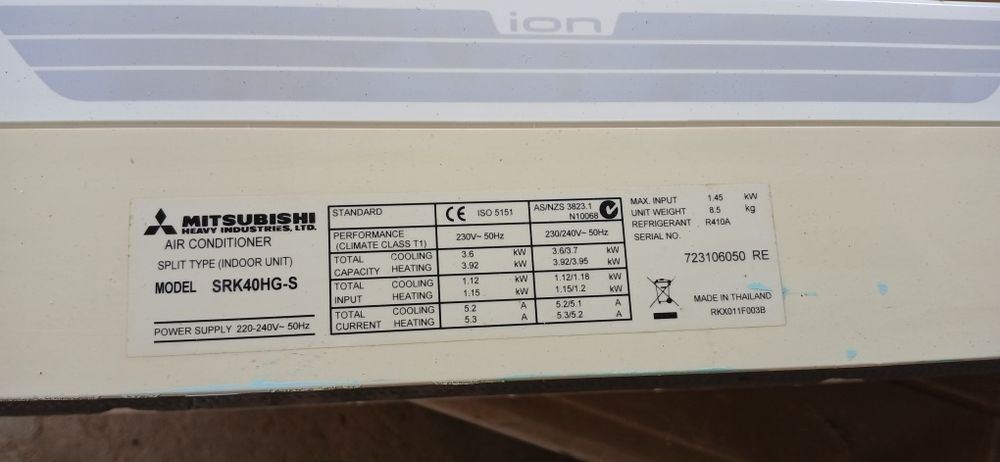 ion
MITSUBISHI
HEAVY INDUSTRIES, LTD.
AIR CONDITIONER
SPLIT TYPE (INDOOR UNIT)
MODEL SRK40HG-S
POWER SUPPLY 220-240V~ 50Hz
STANDARD CE ISO 5151 AS/NZS 3823.1 N10068
PERFORMANCE (CLIMATE CLASS T1) 230V~ 50Hz 230/240V~ 50Hz
TOTAL CAPACITY COOLING 3.6 kW 3.6/3.7 kW
HEATING 3.92 kW 3.92/3.95 kW
TOTAL INPUT COOLING 1.12 kW 1.12/1.18 kW
HEATING 1.15 kW 1.15/1.2 kW
TOTAL CURRENT COOLING 5.2 A 5.2/5.1 A
HEATING 5.3 A 5.3/5.2 A
MAX. INPUT 1.45 kW
UNIT WEIGHT 8.5 kg
REFRIGERANT R410A
SERIAL NO.
723106050 RE
MADE IN THAILAND
RKX011F003B